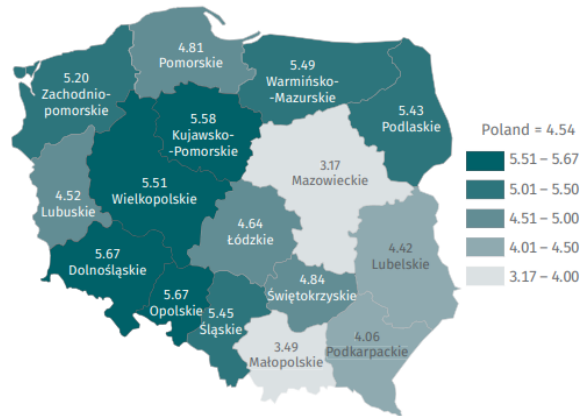 4.81
Pomorskie
5.20
Zachodnio-
pomorskie
5.49
Warmińsko-
-Mazurskie
5.43
Podlaskie
5.58
Kujawsko-
-Pomorskie
3.17
Mazowieckie
5.51
Wielkopolskie
4.52
Lubuskie
4.64
Łódzkie
4.42
Lubelskie
5.67
Dolnośląskie
5.67
Opolskie
5.45
Śląskie
4.84
Świętokrzyskie
3.49
Małopolskie
4.06
Podkarpackie
Poland = 4.54
5.51 – 5.67
5.01 – 5.50
4.51 – 5.00
4.01 – 4.50
3.17 – 4.00